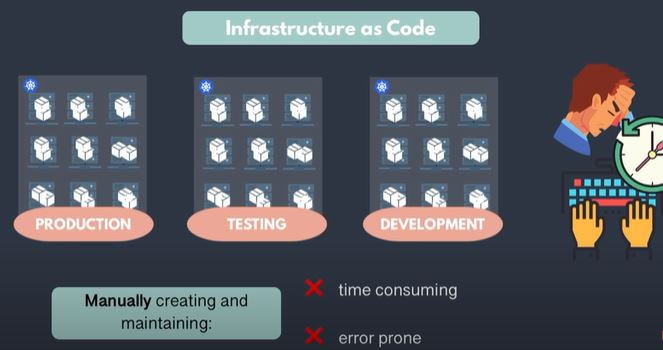 Infrastructure as Code
PRODUCTION
TESTING
DEVELOPMENT
Manually creating and
maintaining:
time consuming
error prone